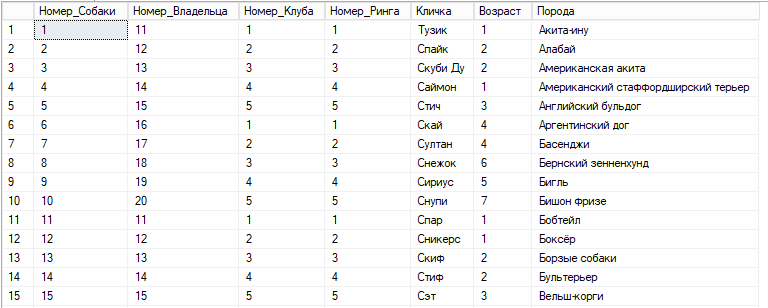 Номер_Собаки Номер_Владельца Номер_Клуба Номер_Ринга Кличка Возраст Порода
1 1 11 1 1 Тузик 1 Акита-ину
2 2 12 2 2 Спайк 2 Алабай
3 3 13 3 3 Скуби Ду 2 Американская акита
4 4 14 4 4 Саймон 1 Американский стаффордширский терьер
5 5 15 5 5 Стич 3 Английский бульдог
6 6 16 1 1 Скай 4 Аргентинский дог
7 7 17 2 2 Султан 4 Басенджи
8 8 18 3 3 Снежок 6 Бернский зенненхунд
9 9 19 4 4 Сириус 5 Бигль
10 10 20 5 5 Снупи 7 Бишон фризе
11 11 11 1 1 Спар 1 Бобтейл
12 12 12 2 2 Сникерс 1 Боксёр
13 13 13 3 3 Скиф 2 Борзые собаки
14 14 14 4 4 Стиф 2 Бультерьер
15 15 15 5 5 Сэт 3 Вельш-корги